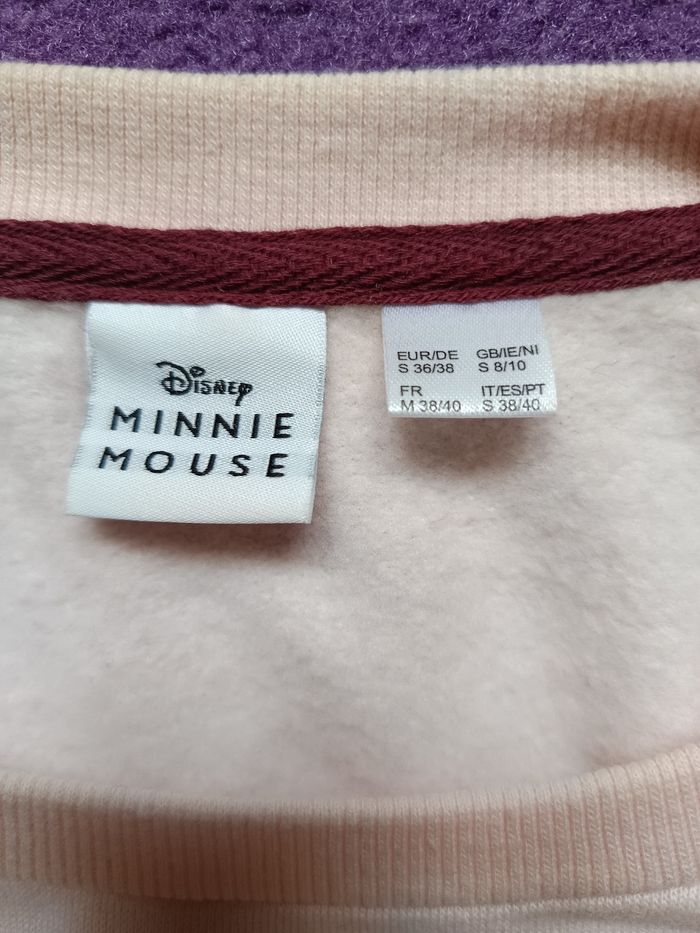 Disney
MINNIE
MOUSE
EUR/DE GB/IE/NI
S 36/38 S 8/10
FR IT/ES/PT
M 38/40 S 38/40